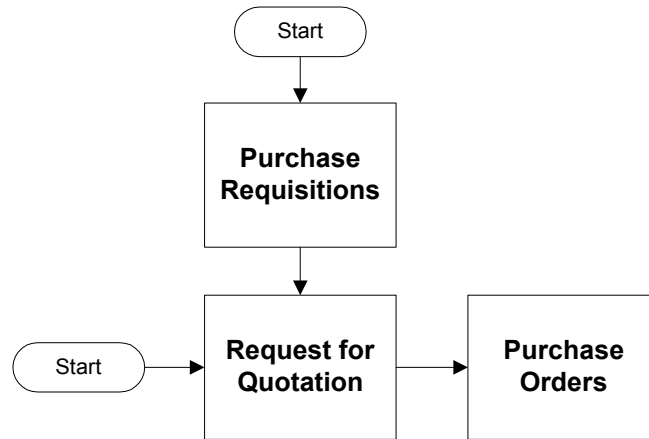 Start
Purchase
Requisitions
Start
Request for
Quotation
Purchase
Orders